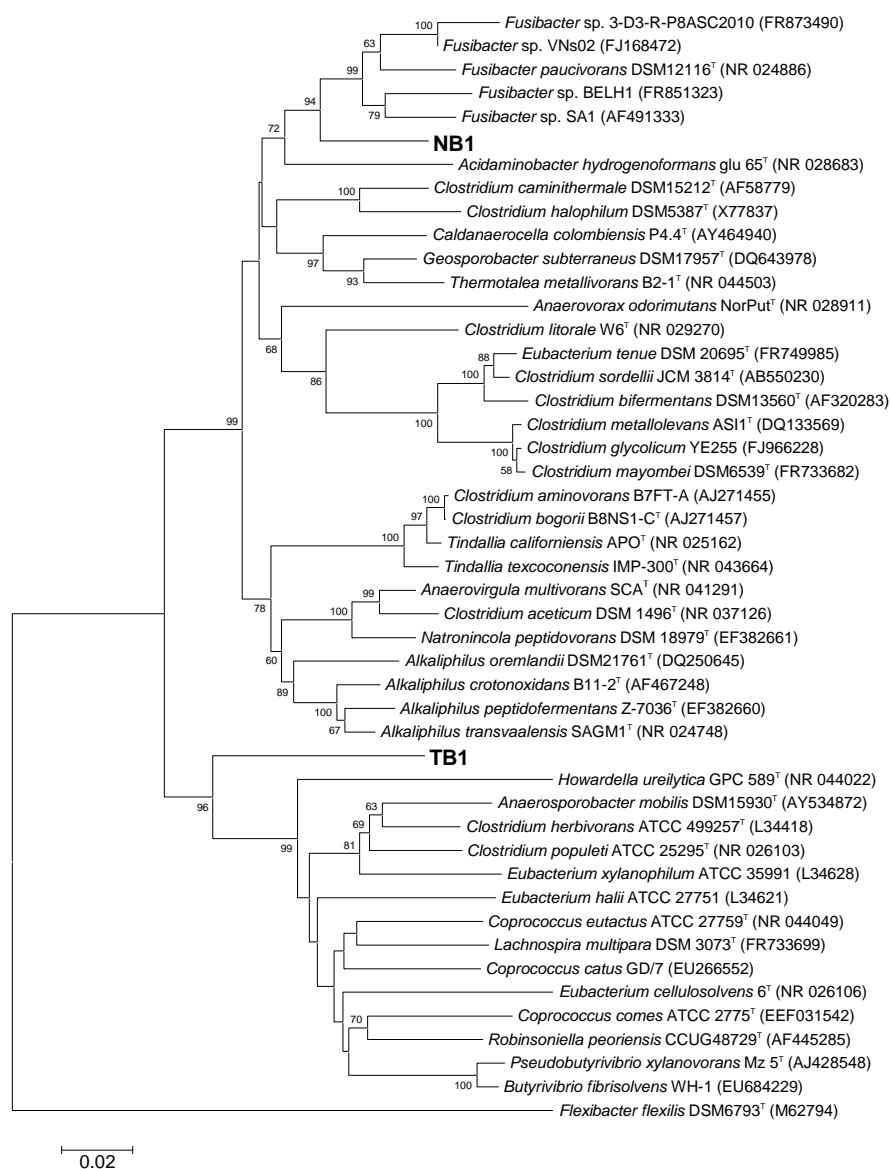 100
Fusibacter sp. 3-D3-R-P8ASC2010 (FR873490)
63
Fusibacter sp. VNs02 (FJ168472)
99
Fusibacter paucivorans DSM12116ᵀ (NR 024886)
94
Fusibacter sp. BELH1 (FR851323)
79
Fusibacter sp. SA1 (AF491333)
72
NB1
Acidaminobacter hydrogenoformans glu 65ᵀ (NR 028683)
100
Clostridium caminithermale DSM15212ᵀ (AF58779)
Clostridium halophilum DSM5387ᵀ (X77837)
Caldanaerocella colombiensis P4.4ᵀ (AY464940)
97
Geosporobacter subterraneus DSM17957ᵀ (DQ643978)
93
Thermotalea metallivorans B2-1ᵀ (NR 044503)
Anaerovorax odorimutans NorPutᵀ (NR 028911)
68
Clostridium litorale W6ᵀ (NR 029270)
88
Eubacterium tenue DSM 20695ᵀ (FR749985)
86
100
Clostridium sordellii JCM 3814ᵀ (AB550230)
Clostridium bifermentans DSM13560ᵀ (AF320283)
100
Clostridium metallolevans ASI1ᵀ (DQ133569)
99
100
Clostridium glycolicum YE255 (FJ966228)
58
Clostridium mayombei DSM6539ᵀ (FR733682)
100
Clostridium aminovorans B7FT-A (AJ271455)
97
Clostridium bogorii B8NS1-Cᵀ (AJ271457)
100
Tindallia californiensis APOᵀ (NR 025162)
Tindallia texcoconensis IMP-300ᵀ (NR 043664)
99
Anaerovirgula multivorans SCAᵀ (NR 041291)
78
100
Clostridium aceticum DSM 1496ᵀ (NR 037126)
Natronincola peptidovorans DSM 18979ᵀ (EF382661)
60
Alkaliphilus oremlandii DSM21761ᵀ (DQ250645)
89
Alkaliphilus crotonoxidans B11-2ᵀ (AF467248)
100
Alkaliphilus peptidofermentans Z-7036ᵀ (EF382660)
67
Alkaliphilus transvaalensis SAGM1ᵀ (NR 024748)
TB1
Howardella ureilytica GPC 589ᵀ (NR 044022)
96
63
Anaerosporobacter mobilis DSM15930ᵀ (AY534872)
69
Clostridium herbivorans ATCC 499257ᵀ (L34418)
99
81
Clostridium populeti ATCC 25295ᵀ (NR 026103)
Eubacterium xylanophilum ATCC 35991 (L34628)
Eubacterium halii ATCC 27751 (L34621)
Coprococcus eutactus ATCC 27759ᵀ (NR 044049)
Lachnospira multipara DSM 3073ᵀ (FR733699)
Coprococcus catus GD/7 (EU266552)
Eubacterium cellulosolvens 6ᵀ (NR 026106)
70
Coprococcus comes ATCC 2775ᵀ (EEF031542)
Robinsoniella peoriensis CCUG48729ᵀ (AF445285)
Pseudobutyrivibrio xylanovorans Mz 5ᵀ (AJ428548)
100
Butyrivibrio fibrisolvens WH-1 (EU684229)
Flexibacter flexilis DSM6793ᵀ (M62794)
0.02